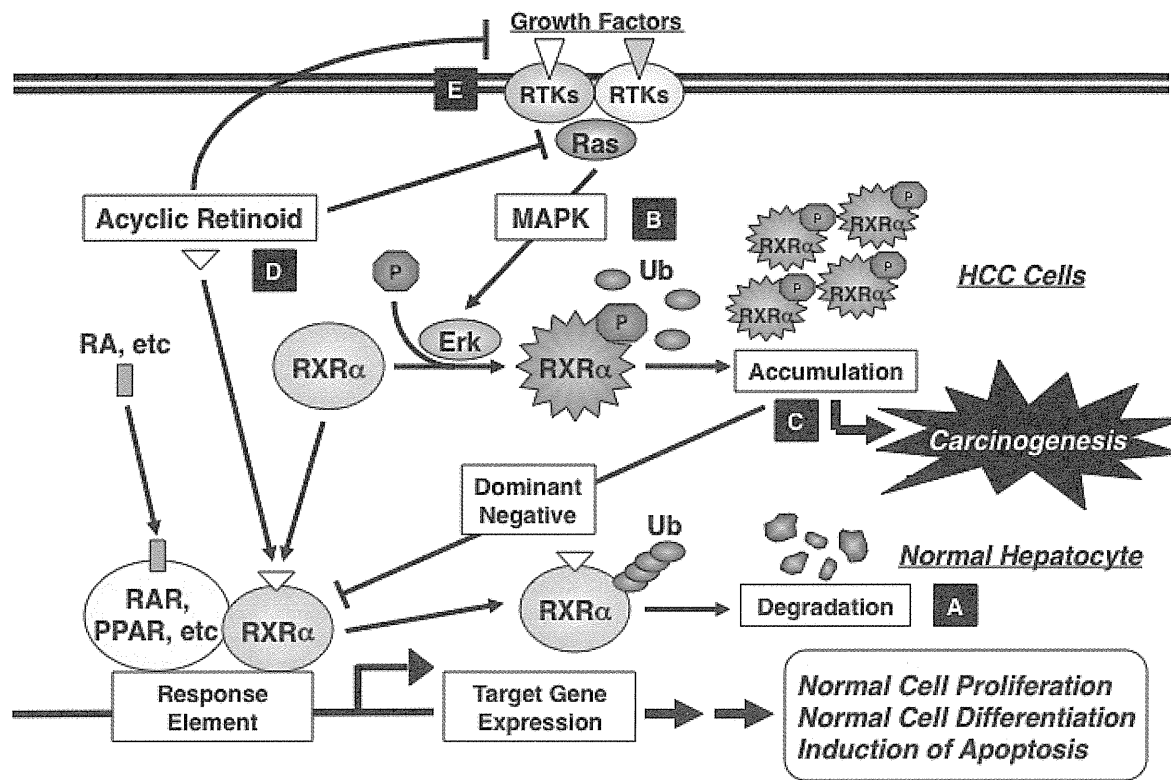 Growth Factors
E
RTKs
RTKs
Ras
Acyclic Retinoid
MAPK
B
D
P
Ub
P
P
P
P
RXRα
RXRα
RXRα
RXRα
HCC Cells
RA, etc
RXRα
Erk
P
RXRα
Accumulation
C
Carcinogenesis
Dominant
Negative
Ub
Normal Hepatocyte
RAR,
PPAR, etc
RXRα
RXRα
Degradation
A
Response
Element
Target Gene
Expression
Normal Cell Proliferation
Normal Cell Differentiation
Induction of Apoptosis